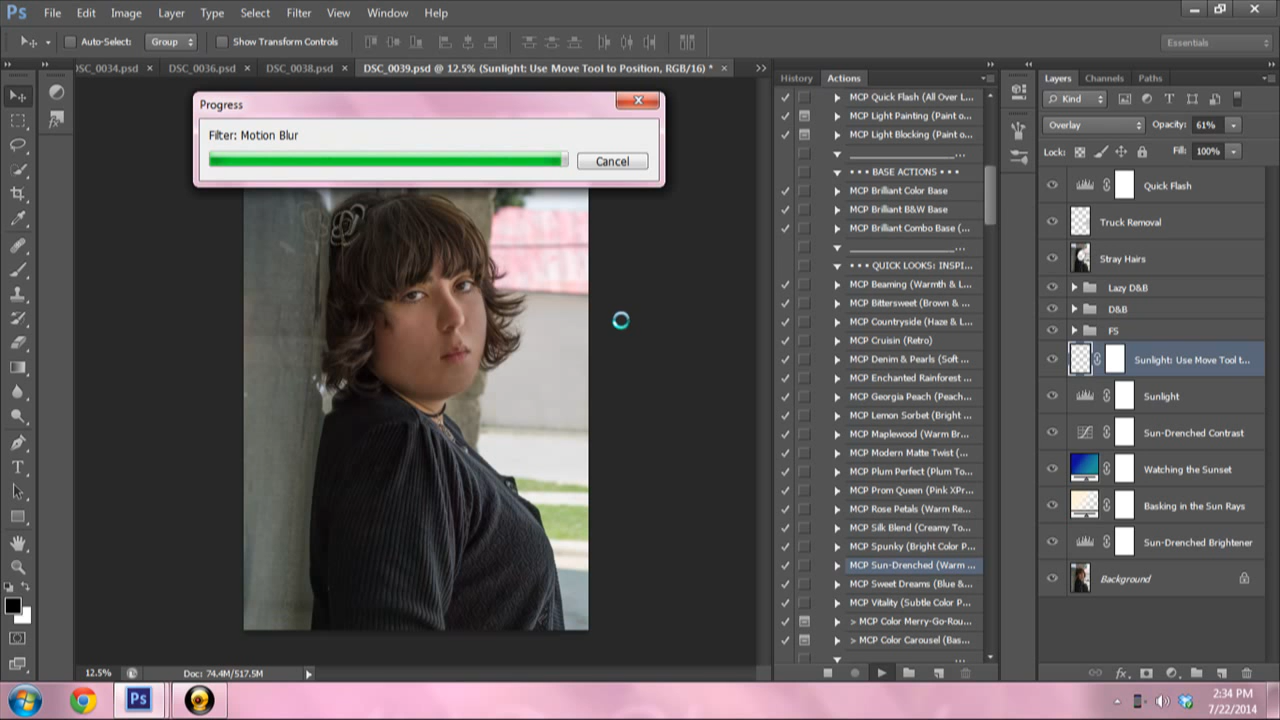 Ps File Edit Image Layer Type Select Filter View Window Help
Auto-Select: Group Show Transform Controls Essentials
DSC_0034.psd × DSC_0036.psd × DSC_0038.psd × DSC_0039.psd @ 12.5% (Sunlight: Use Move Tool to Position, RGB/16) * ×
Progress
Filter: Motion Blur
Cancel
History Actions
MCP Quick Flash (All Over L...
MCP Light Painting (Paint o...
MCP Light Blocking (Paint o...
____________________...
• • • BASE ACTIONS • • •
MCP Brilliant Color Base
MCP Brilliant B&W Base
MCP Brilliant Combo Base (...
____________________...
• • • QUICK LOOKS: INSPI...
MCP Beaming (Warmth & L...
MCP Bittersweet (Brown & ...
MCP Countryside (Haze & L...
MCP Cruisin (Retro)
MCP Denim & Pearls (Soft ...
MCP Enchanted Rainforest ...
MCP Georgia Peach (Peach...
MCP Lemon Sorbet (Bright ...
MCP Maplewood (Warm Br...
MCP Modern Matte Twist (...
MCP Plum Perfect (Plum To...
MCP Prom Queen (Pink XPr...
MCP Rose Petals (Warm Re...
MCP Silk Blend (Creamy To...
MCP Spunky (Bright Color P...
MCP Sun-Drenched (Warm ...
MCP Sweet Dreams (Blue &...
MCP Vitality (Subtle Color P...
> MCP Color Merry-Go-Rou...
> MCP Color Carousel (Bas...
Layers Channels Paths
Kind
Overlay Opacity: 61%
Lock: Fill: 100%
Quick Flash
Truck Removal
Stray Hairs
Lazy D&B
D&B
FS
Sunlight: Use Move Tool t...
Sunlight
Sun-Drenched Contrast
Watching the Sunset
Basking in the Sun Rays
Sun-Drenched Brightener
Background
12.5% Doc: 74.4M/517.5M
Ps
2:34 PM
7/22/2014